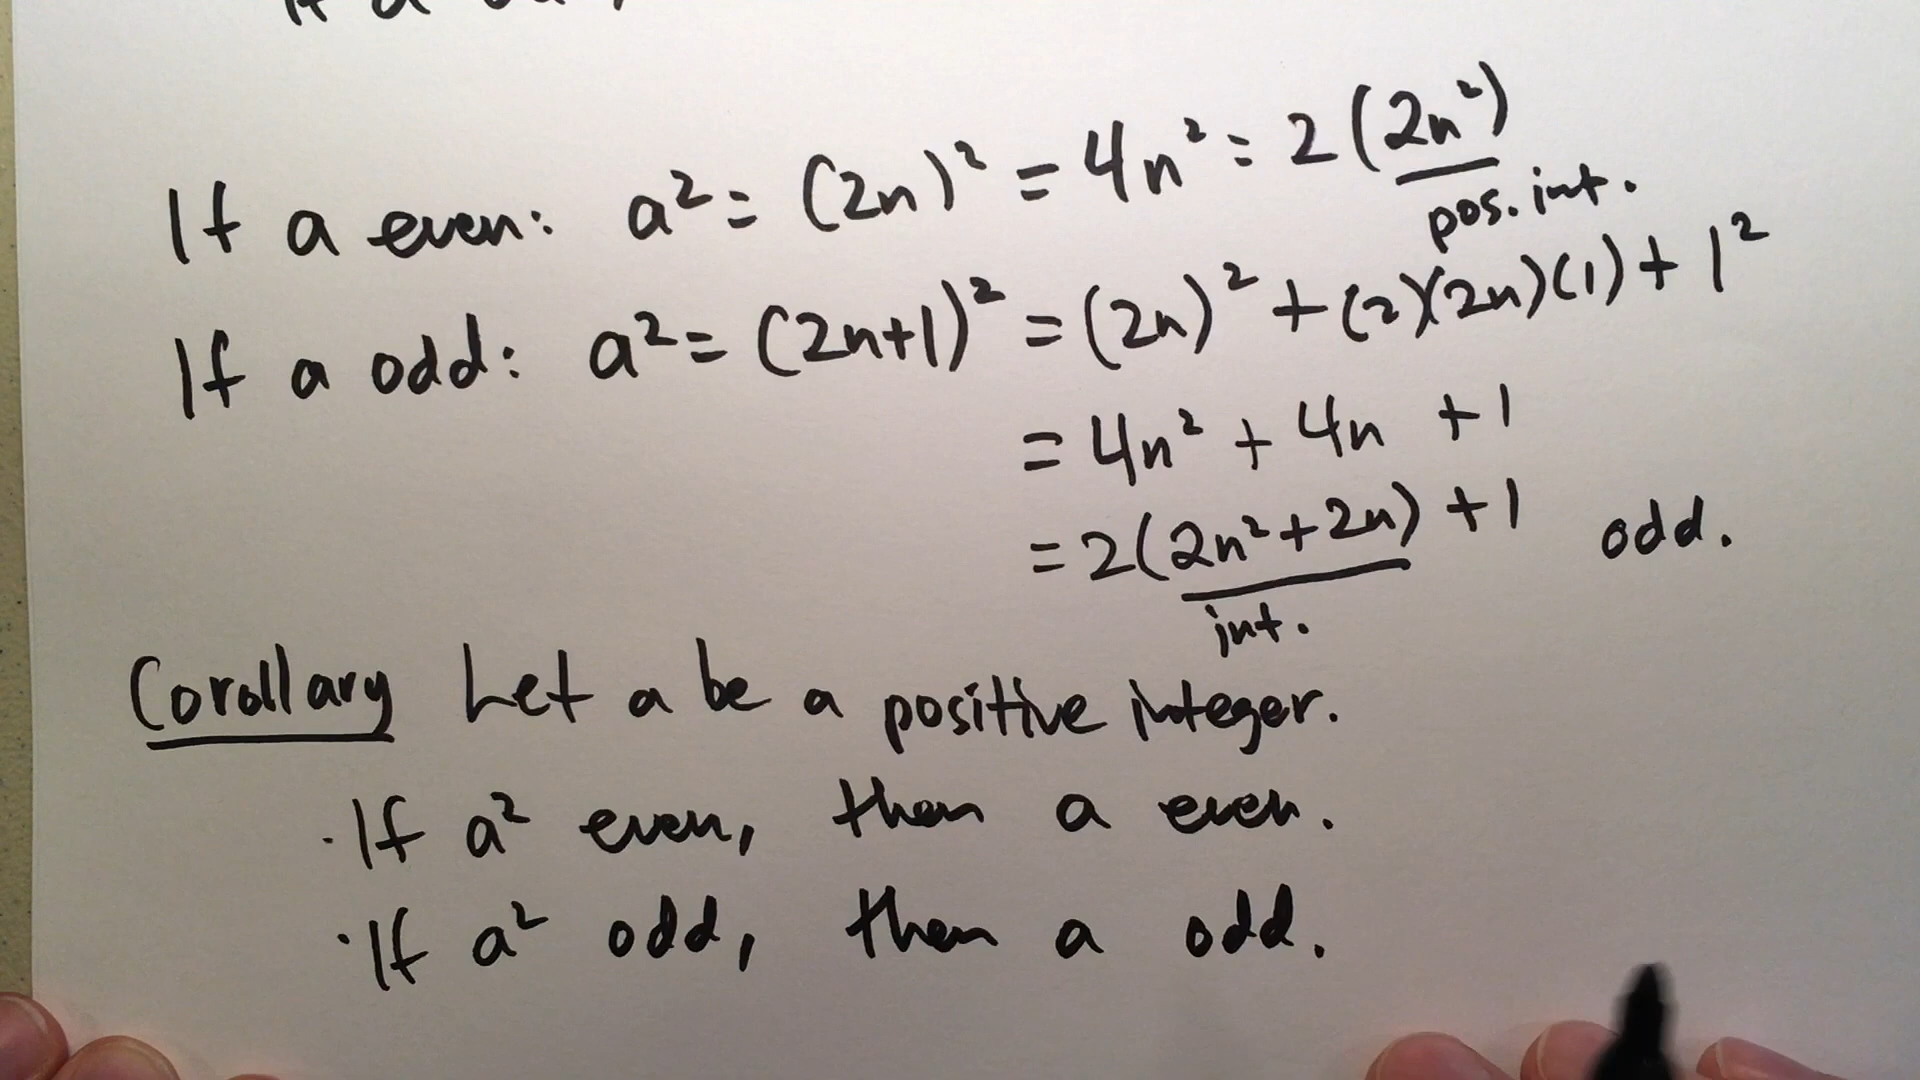 If a even: a² = (2n)² = 4n² = 2(2n²)
pos. int.
If a odd: a² = (2n+1)² = (2n)² + (2)(2n)(1) + 1²
= 4n² + 4n + 1
= 2(2n²+2n) + 1 odd.
int.
Corollary Let a be a positive integer.
· If a² even, then a even.
· If a² odd, then a odd.